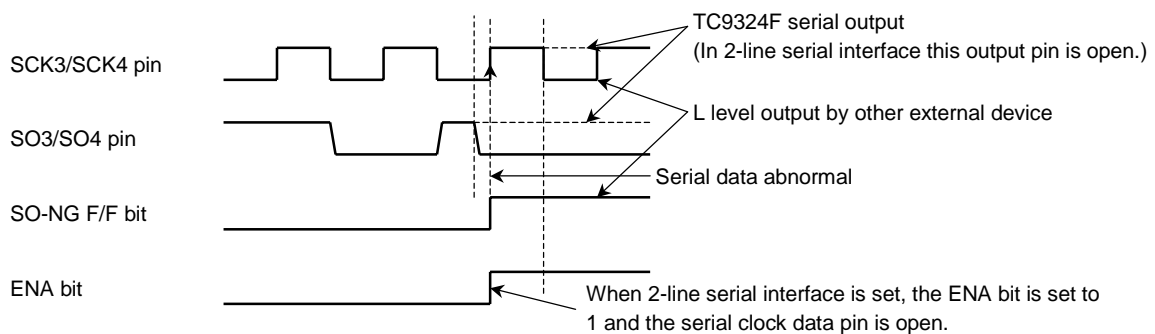 TC9324F serial output
(In 2-line serial interface this output pin is open.)
SCK3/SCK4 pin
L level output by other external device
SO3/SO4 pin
Serial data abnormal
SO-NG F/F bit
ENA bit
When 2-line serial interface is set, the ENA bit is set to
1 and the serial clock data pin is open.